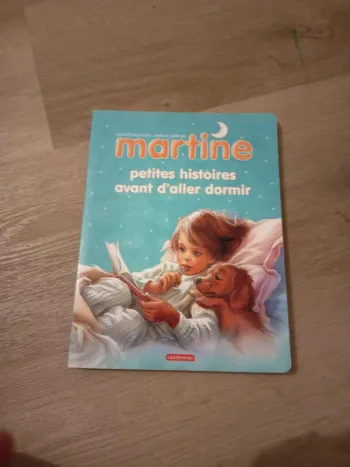 martine
petites histoires
avant d'aller dormir
casterman